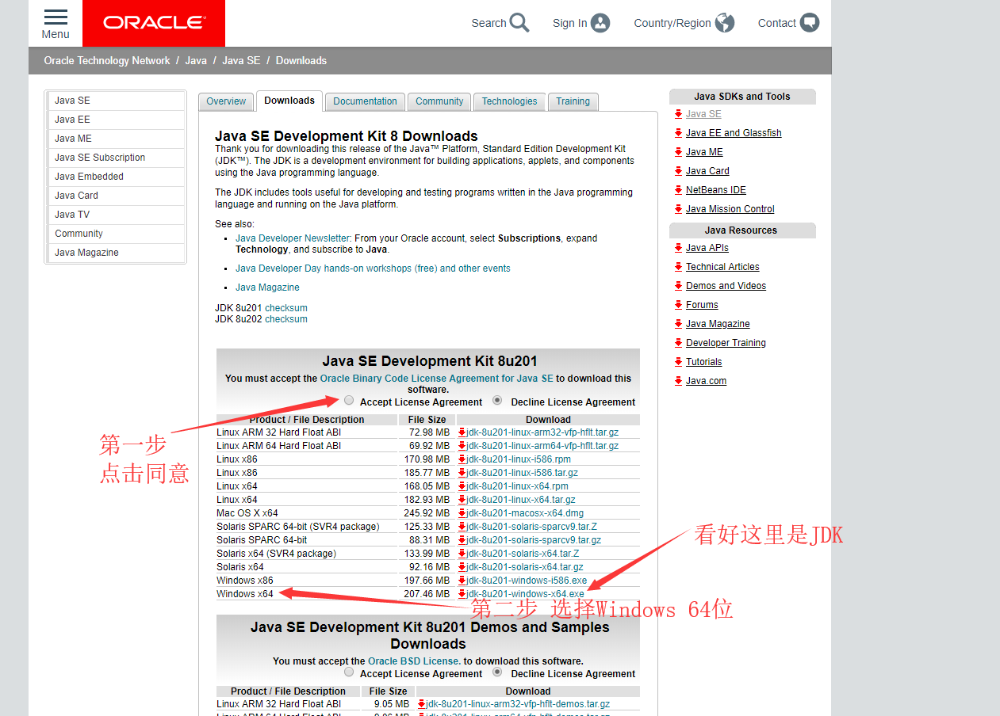 Menu
ORACLE
Search
Sign In
Country/Region
Contact
Oracle Technology Network / Java / Java SE / Downloads
Java SE
Java EE
Java ME
Java SE Subscription
Java Embedded
Java Card
Java TV
Community
Java Magazine
Overview
Downloads
Documentation
Community
Technologies
Training
Java SE Development Kit 8 Downloads
Thank you for downloading this release of the Java™ Platform, Standard Edition Development Kit
(JDK™). The JDK is a development environment for building applications, applets, and components
using the Java programming language.
The JDK includes tools useful for developing and testing programs written in the Java programming
language and running on the Java platform.
See also:
Java Developer Newsletter: From your Oracle account, select Subscriptions, expand
Technology, and subscribe to Java.
Java Developer Day hands-on workshops (free) and other events
Java Magazine
JDK 8u201 checksum
JDK 8u202 checksum
Java SE Development Kit 8u201
You must accept the Oracle Binary Code License Agreement for Java SE to download this
software.
Accept License Agreement Decline License Agreement
Product / File Description File Size Download
Linux ARM 32 Hard Float ABI 72.98 MB jdk-8u201-linux-arm32-vfp-hflt.tar.gz
Linux ARM 64 Hard Float ABI 69.92 MB jdk-8u201-linux-arm64-vfp-hflt.tar.gz
Linux x86 170.98 MB jdk-8u201-linux-i586.rpm
Linux x86 185.77 MB jdk-8u201-linux-i586.tar.gz
Linux x64 168.05 MB jdk-8u201-linux-x64.rpm
Linux x64 182.93 MB jdk-8u201-linux-x64.tar.gz
Mac OS X x64 245.92 MB jdk-8u201-macosx-x64.dmg
Solaris SPARC 64-bit (SVR4 package) 125.33 MB jdk-8u201-solaris-sparcv9.tar.Z
Solaris SPARC 64-bit 88.31 MB jdk-8u201-solaris-sparcv9.tar.gz
Solaris x64 (SVR4 package) 133.99 MB jdk-8u201-solaris-x64.tar.Z
Solaris x64 92.16 MB jdk-8u201-solaris-x64.tar.gz
Windows x86 197.66 MB jdk-8u201-windows-i586.exe
Windows x64 207.46 MB jdk-8u201-windows-x64.exe
第一步
点击同意
看好这里是JDK
第二步 选择Windows 64位
Java SE Development Kit 8u201 Demos and Samples
Downloads
You must accept the Oracle BSD License. to download this software.
Accept License Agreement Decline License Agreement
Product / File Description File Size Download
Linux ARM 32 Hard Float ABI 9.05 MB jdk-8u201-linux-arm32-vfp-hflt-demos.tar.gz
Java SDKs and Tools
Java SE
Java EE and Glassfish
Java ME
Java Card
NetBeans IDE
Java Mission Control
Java Resources
Java APIs
Technical Articles
Demos and Videos
Forums
Java Magazine
Developer Training
Tutorials
Java.com